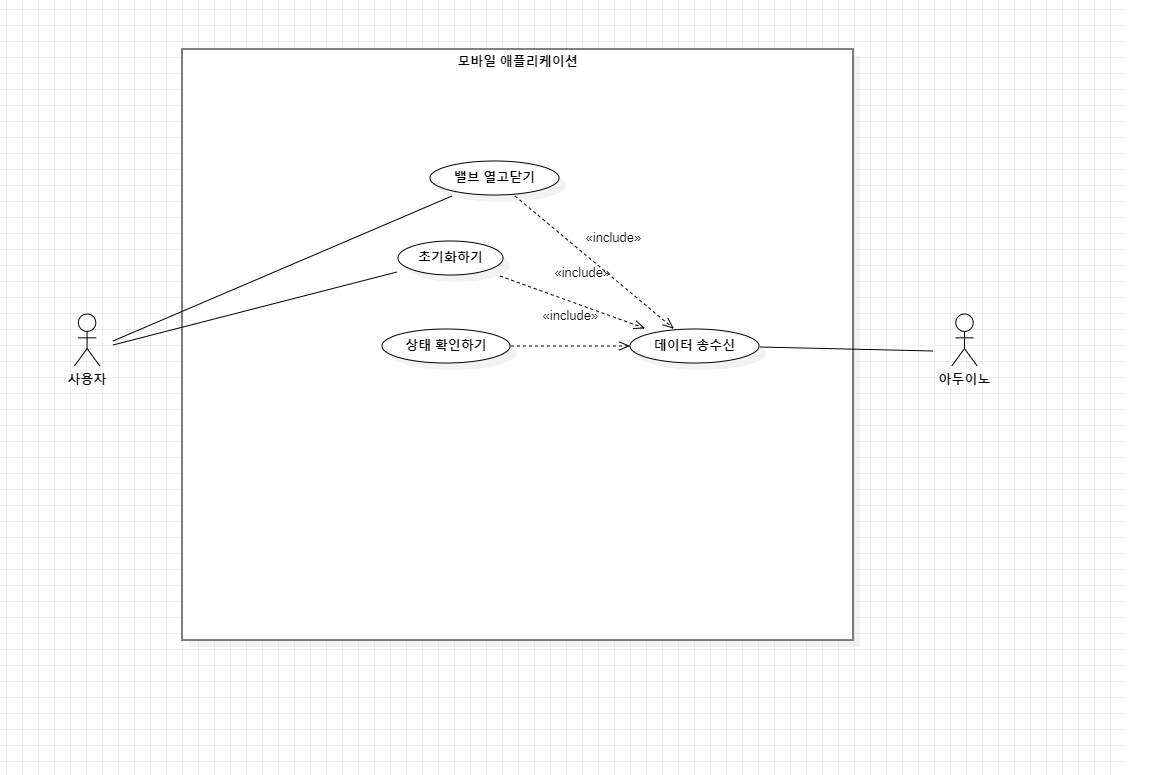 모바일 애플리케이션
밸브 열고닫기
«include»
초기화하기
«include»
«include»
상태 확인하기
데이터 송수신
사용자
아두이노